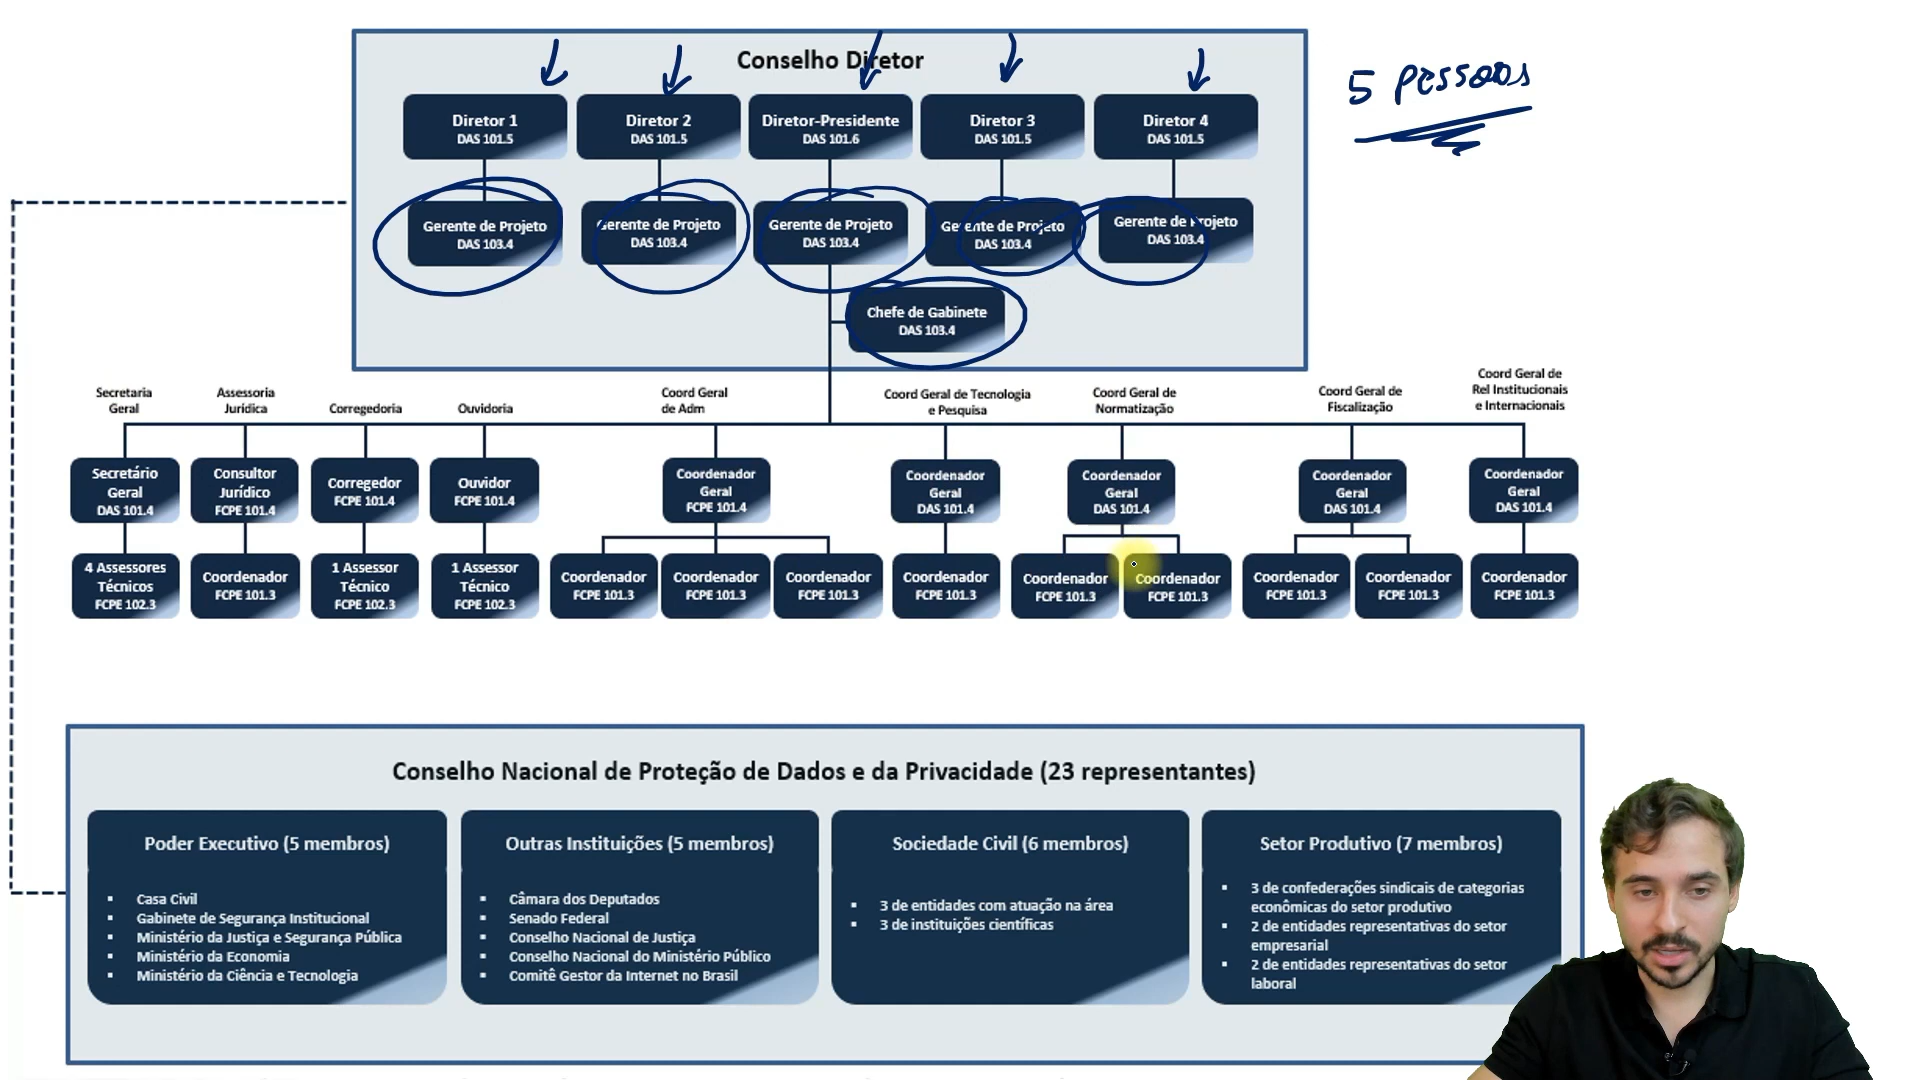 Conselho Diretor
5 pessoas
Diretor 1
DAS 101.5
Diretor 2
DAS 101.5
Diretor-Presidente
DAS 101.6
Diretor 3
DAS 101.5
Diretor 4
DAS 101.5
Gerente de Projeto
DAS 103.4
Gerente de Projeto
DAS 103.4
Gerente de Projeto
DAS 103.4
Gerente de Projeto
DAS 103.4
Gerente de Projeto
DAS 103.4
Chefe de Gabinete
DAS 103.4
Secretaria
Geral
Assessoria
Jurídica
Corregedoria
Ouvidoria
Coord Geral
de Adm
Coord Geral de Tecnologia
e Pesquisa
Coord Geral de
Normatização
Coord Geral de
Fiscalização
Coord Geral de
Rel Institucionais
e Internacionais
Secretário
Geral
DAS 101.4
Consultor
Jurídico
FCPE 101.4
Corregedor
FCPE 101.4
Ouvidor
FCPE 101.4
Coordenador
Geral
FCPE 101.4
Coordenador
Geral
DAS 101.4
Coordenador
Geral
DAS 101.4
Coordenador
Geral
DAS 101.4
Coordenador
Geral
DAS 101.4
4 Assessores
Técnicos
FCPE 102.3
Coordenador
FCPE 101.3
1 Assessor
Técnico
FCPE 102.3
1 Assessor
Técnico
FCPE 102.3
Coordenador
FCPE 101.3
Coordenador
FCPE 101.3
Coordenador
FCPE 101.3
Coordenador
FCPE 101.3
Coordenador
FCPE 101.3
Coordenador
FCPE 101.3
Coordenador
FCPE 101.3
Coordenador
FCPE 101.3
Coordenador
FCPE 101.3
Conselho Nacional de Proteção de Dados e da Privacidade (23 representantes)
Poder Executivo (5 membros)
▪ Casa Civil
▪ Gabinete de Segurança Institucional
▪ Ministério da Justiça e Segurança Pública
▪ Ministério da Economia
▪ Ministério da Ciência e Tecnologia
Outras Instituições (5 membros)
▪ Câmara dos Deputados
▪ Senado Federal
▪ Conselho Nacional de Justiça
▪ Conselho Nacional do Ministério Público
▪ Comitê Gestor da Internet no Brasil
Sociedade Civil (6 membros)
▪ 3 de entidades com atuação na área
▪ 3 de instituições científicas
Setor Produtivo (7 membros)
▪ 3 de confederações sindicais de categorias
econômicas do setor produtivo
▪ 2 de entidades representativas do setor
empresarial
▪ 2 de entidades representativas do setor
laboral